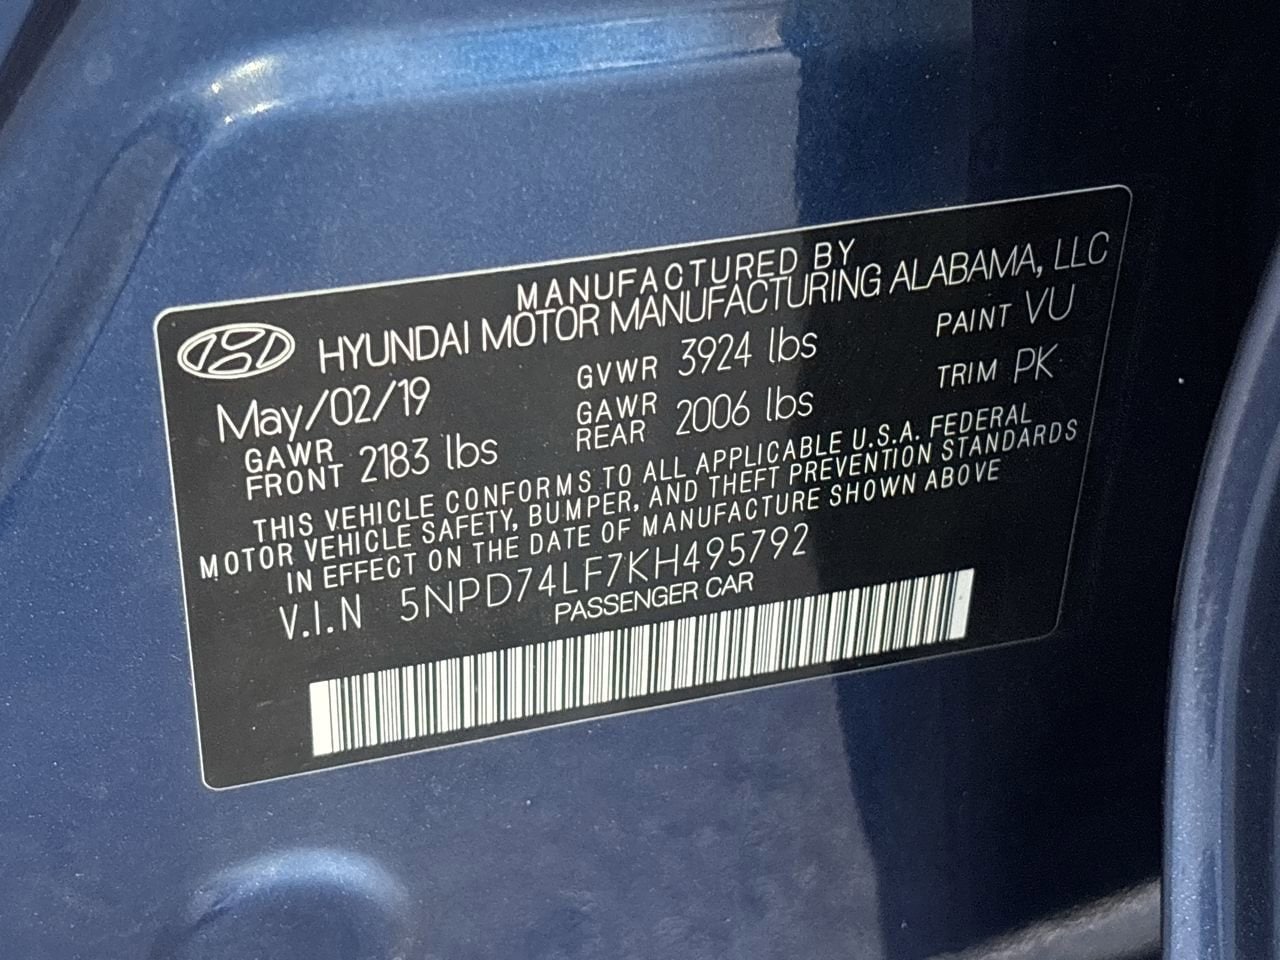 MANUFACTURED BY
HYUNDAI MOTOR MANUFACTURING ALABAMA, LLC
May/02/19 GVWR 3924 lbs PAINT VU
GAWR FRONT 2183 lbs GAWR REAR 2006 lbs TRIM PK
THIS VEHICLE CONFORMS TO ALL APPLICABLE U.S.A. FEDERAL
MOTOR VEHICLE SAFETY, BUMPER, AND THEFT PREVENTION STANDARDS
IN EFFECT ON THE DATE OF MANUFACTURE SHOWN ABOVE
V.I.N 5NPD74LF7KH495792
PASSENGER CAR